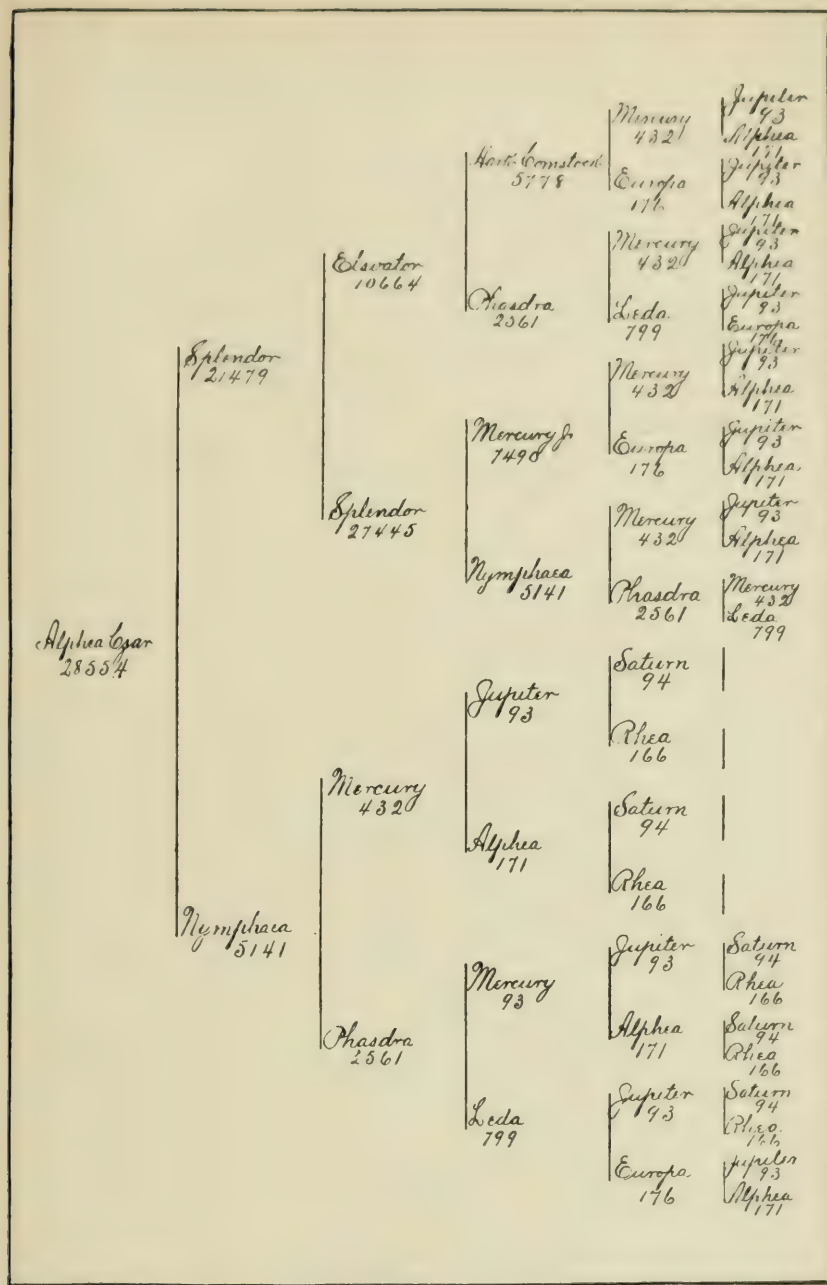 Alphea Czar
28554
Splendor
21479
Nymphaea
5141
Elsvator
10664
Splendor
27445
Mercury
432
Phasdra
2561
5778
Phasdra
2561
Mercury Jr
7490
Nymphaea
5141
Jupiter
93
Alphea
171
Mercury
93
Leda
799
Mercury
432
Europa
176
Mercury
432
Leda
799
Mercury
432
Europa
176
Mercury
432
Phasdra
2561
Saturn
94
Rhea
166
Saturn
94
Rhea
166
Jupiter
93
Alphea
171
Jupiter
93
Europa
176
Jupiter
93
Alphea
171
Jupiter
93
Alphea
171
Jupiter
93
Alphea
171
Jupiter
93
Europa
176
Jupiter
93
Alphea
171
Jupiter
93
Alphea
171
Jupiter
93
Alphea
171
Mercury
432
Leda
799
Saturn
94
Rhea
166
Saturn
94
Rhea
166
Saturn
94
Rhea
166
Jupiter
93
Alphea
171